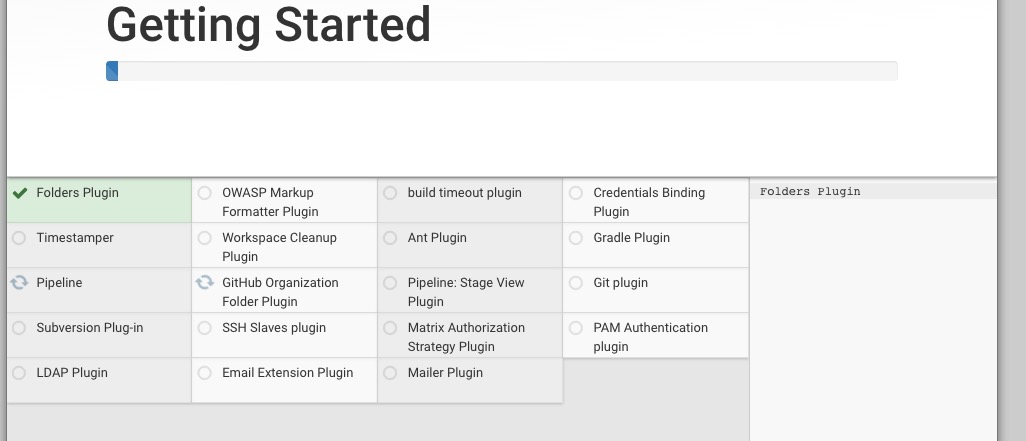 Getting Started
Folders Plugin
OWASP Markup
Formatter Plugin
build timeout plugin
Credentials Binding
Plugin
Folders Plugin
Timestamper
Workspace Cleanup
Plugin
Ant Plugin
Gradle Plugin
Pipeline
GitHub Organization
Folder Plugin
Pipeline: Stage View
Plugin
Git plugin
Subversion Plug-in
SSH Slaves plugin
Matrix Authorization
Strategy Plugin
PAM Authentication
plugin
LDAP Plugin
Email Extension Plugin
Mailer Plugin